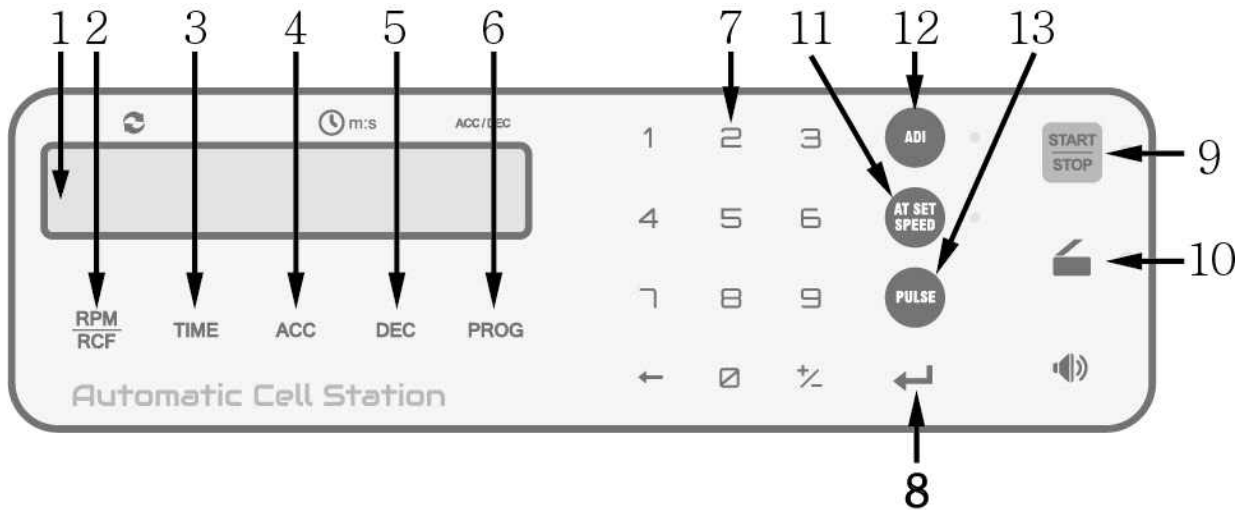 1 2 3 4 5 6 7 11 12 13
m:s ACC/DEC
1 2 3 ADI START
STOP
9
4 5 6 AT SET
SPEED
10
RPM
RCF
TIME ACC DEC PROG
7 8 9 PULSE
← 0 +/- 
Automatic Cell Station
8